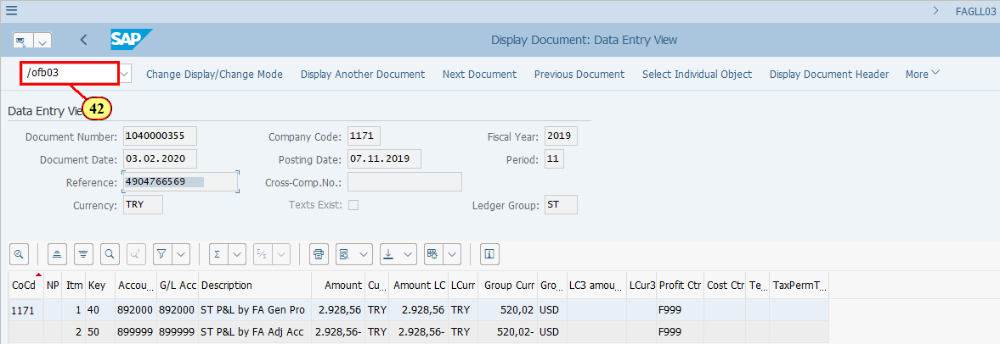 FAGLL03
SAP Display Document: Data Entry View
/ofb03 Change Display/Change Mode Display Another Document Next Document Previous Document Select Individual Object Display Document Header More
42
Data Entry Vie
Document Number: 1040000355 Company Code: 1171 Fiscal Year: 2019
Document Date: 03.02.2020 Posting Date: 07.11.2019 Period: 11
Reference: 4904766569 Cross-Comp.No.:
Currency: TRY Texts Exist: Ledger Group: ST
CoCd NP Itm Key Accou... G/L Acc Description Amount Cu... Amount LC LCurr Group Curr Gro... LC3 amou... LCur3 Profit Ctr Cost Ctr Te... TaxPermT...
1171 1 40 892000 892000 ST P&L by FA Gen Pro 2.928,56 TRY 2.928,56 TRY 520,02 USD F999
2 50 899999 899999 ST P&L by FA Adj Acc 2.928,56- TRY 2.928,56- TRY 520,02- USD F999